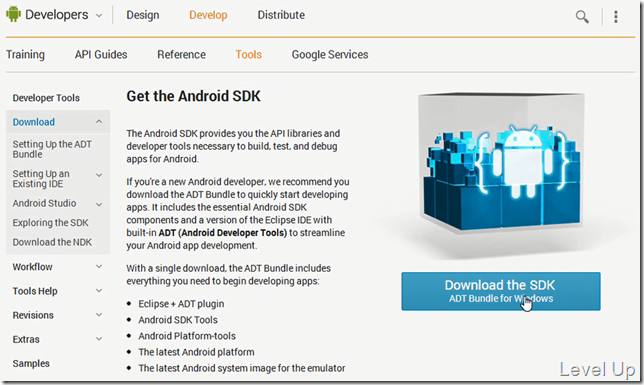 Developers
Design
Develop
Distribute
Training
API Guides
Reference
Tools
Google Services
Developer Tools
Download
Setting Up the ADT
Bundle
Setting Up an
Existing IDE
Android Studio
Exploring the SDK
Download the NDK
Workflow
Tools Help
Revisions
Extras
Samples
Get the Android SDK
The Android SDK provides you the API libraries and
developer tools necessary to build, test, and debug
apps for Android.
If you're a new Android developer, we recommend you
download the ADT Bundle to quickly start developing
apps. It includes the essential Android SDK
components and a version of the Eclipse IDE with
built-in ADT (Android Developer Tools) to streamline
your Android app development.
With a single download, the ADT Bundle includes
everything you need to begin developing apps:
• Eclipse + ADT plugin
• Android SDK Tools
• Android Platform-tools
• The latest Android platform
• The latest Android system image for the emulator
{ }
Download the SDK
ADT Bundle for Windows
Level Up